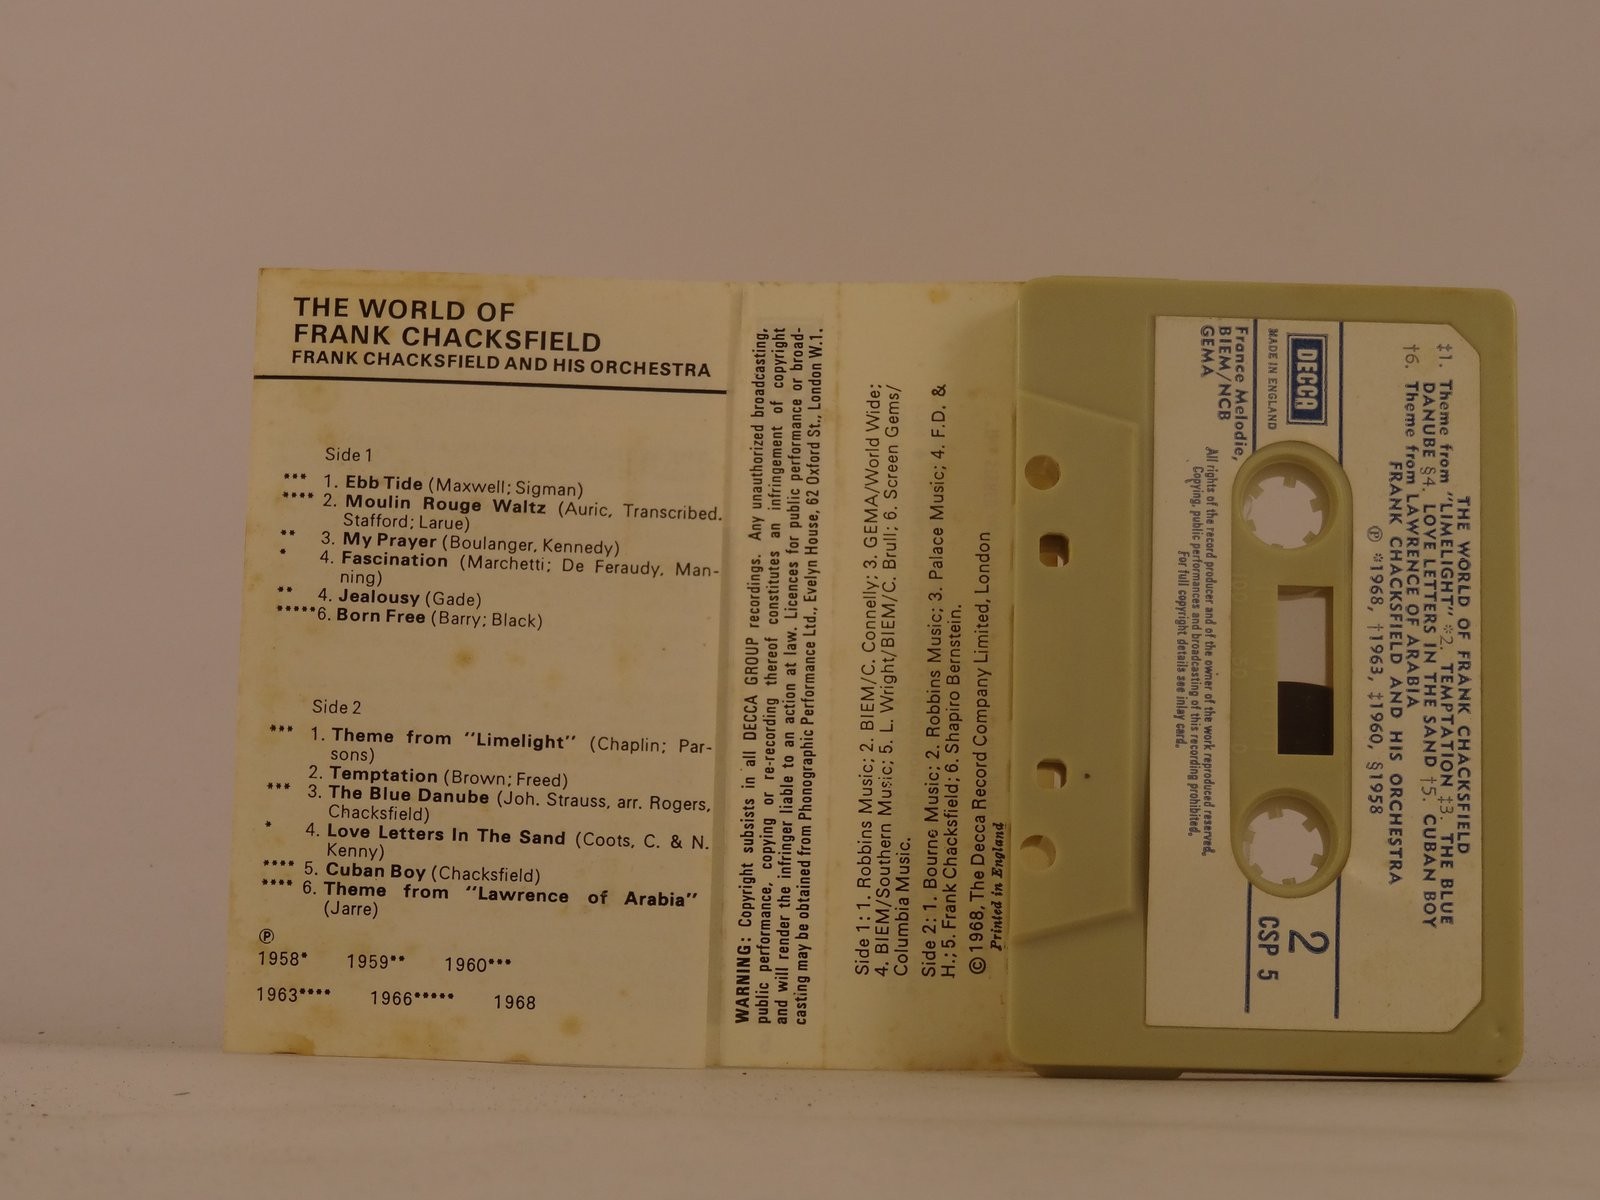 THE WORLD OF
FRANK CHACKSFIELD
FRANK CHACKSFIELD AND HIS ORCHESTRA
Side 1
*** 1. Ebb Tide (Maxwell; Sigman)
**** 2. Moulin Rouge Waltz (Auric, Transcribed.
Stafford; Larue)
** 3. My Prayer (Boulanger, Kennedy)
* 4. Fascination (Marchetti; De Feraudy, Man-
ning)
** 4. Jealousy (Gade)
***** 6. Born Free (Barry; Black)
Side 2
*** 1. Theme from "Limelight" (Chaplin; Par-
sons)
2. Temptation (Brown; Freed)
*** 3. The Blue Danube (Joh. Strauss, arr. Rogers,
Chacksfield)
* 4. Love Letters In The Sand (Coots, C. & N.
Kenny)
**** 5. Cuban Boy (Chacksfield)
**** 6. Theme from "Lawrence of Arabia"
(Jarre)
℗
1958* 1959** 1960***
1963**** 1966***** 1968
WARNING: Copyright subsists in all DECCA GROUP recordings. Any unauthorized broadcasting,
public performance, copying or re-recording thereof constitutes an infringement of copyright
and will render the infringer liable to an action at law. Licences for public performance or broad-
casting may be obtained from Phonographic Performance Ltd., Evelyn House, 62 Oxford St., London W.1.
Side 1: 1. Robbins Music; 2. BIEM/C. Connelly; 3. GEMA/World Wide;
4. BIEM/Southern Music; 5. L. Wright/BIEM/C. Brull; 6. Screen Gems/
Columbia Music.
Side 2: 1. Bourne Music; 2. Robbins Music; 3. Palace Music; 4. F.D. &
H.; 5. Frank Chacksfield; 6. Shapiro Bernstein.
© 1968, The Decca Record Company Limited, London
Printed in England
THE WORLD OF FRANK CHACKSFIELD
‡1. Theme from "LIMELIGHT" *2. TEMPTATION ‡3. THE BLUE
DANUBE §4. LOVE LETTERS IN THE SAND †5. CUBAN BOY
†6. Theme from LAWRENCE OF ARABIA
FRANK CHACKSFIELD AND HIS ORCHESTRA
℗ *1968, †1963, ‡1960, §1958
DECCA
MADE IN ENGLAND
2
CSP 5
France Melodie,
BIEM/NCB
GEMA
All rights of the record producer and of the owner of the work reproduced reserved.
Copying, public performances and broadcasting of this recording prohibited.
For full copyright details see inlay card.